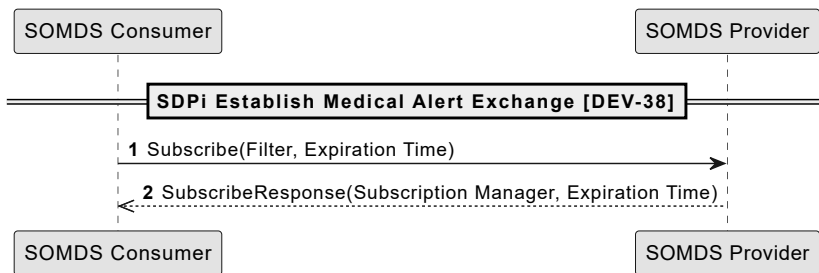 SOMDS Consumer
SOMDS Provider
SDPi Establish Medical Alert Exchange [DEV-38]
1 Subscribe(Filter, Expiration Time)
2 SubscribeResponse(Subscription Manager, Expiration Time)
SOMDS Consumer
SOMDS Provider